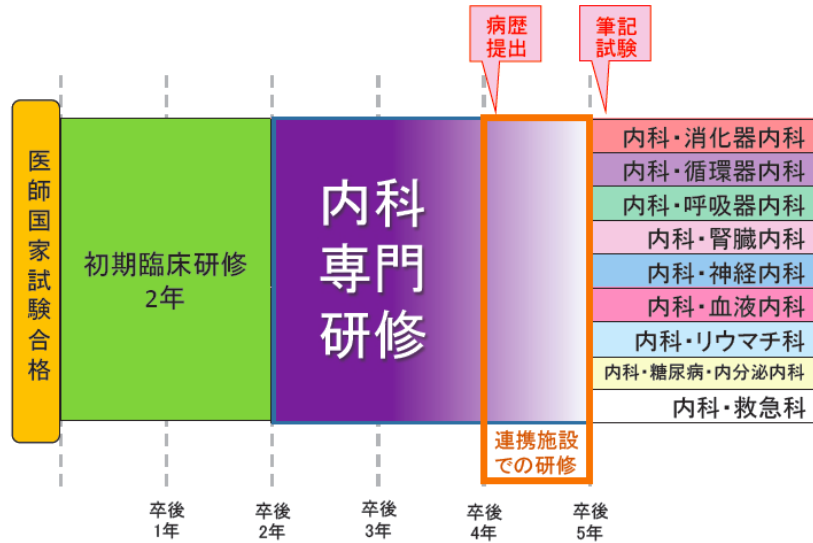 病歴
提出
筆記
試験
医師国家試験合格
初期臨床研修
2年
内科
専門
研修
内科・消化器内科
内科・循環器内科
内科・呼吸器内科
内科・腎臓内科
内科・神経内科
内科・血液内科
内科・リウマチ科
内科・糖尿病・内分泌内科
内科・救急科
連携施設
での研修
卒後
1年
卒後
2年
卒後
3年
卒後
4年
卒後
5年